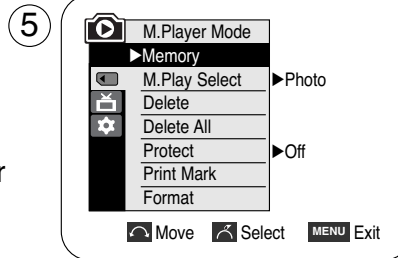 5
M.Player Mode
▶Memory
M.Play Select ▶Photo
Delete
Delete All
Protect ▶Off
r
Print Mark
Format
Move Select MENU Exit